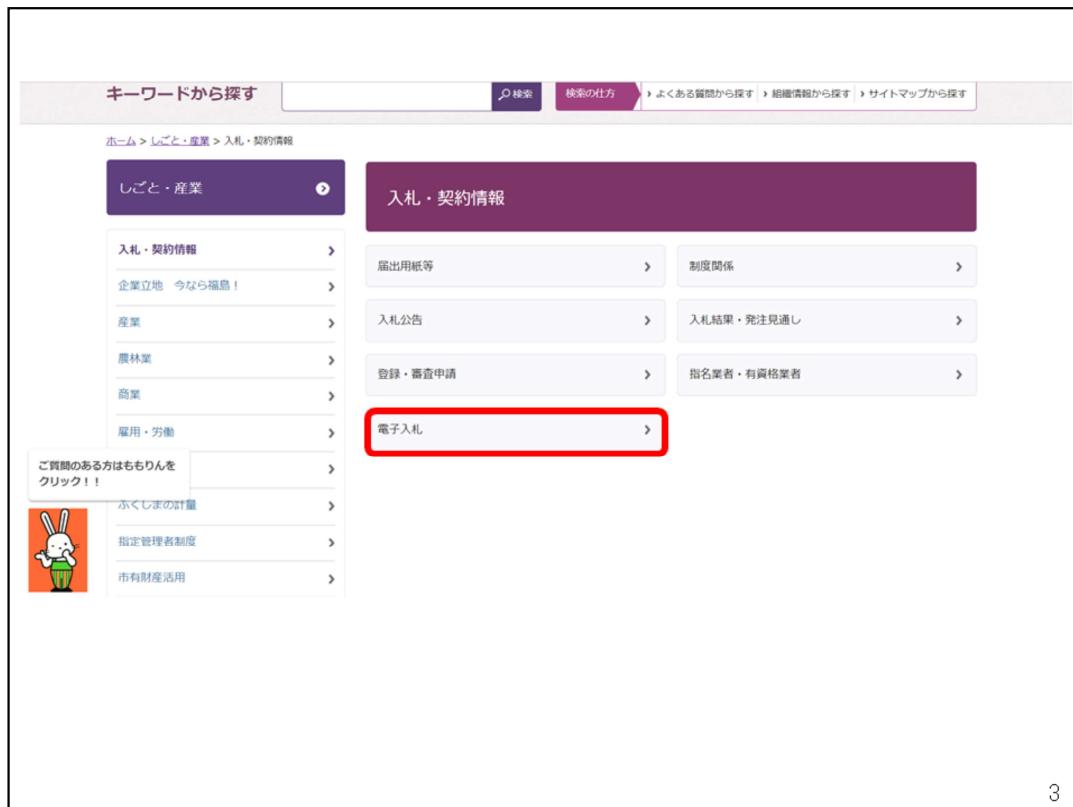 キーワードから探す
検索
検索の仕方
よくある質問から探す
組織情報から探す
サイトマップから探す
ホーム > しごと・産業 > 入札・契約情報
しごと・産業
入札・契約情報
企業立地 今なら福島!
産業
農林業
商業
雇用・労働
ご質問のある方はももりんを
クリック!!
ふくしまの計量
指定管理者制度
市有財産活用
入札・契約情報
届出用紙等
制度関係
入札公告
入札結果・発注見通し
登録・審査申請
指名業者・有資格業者
電子入札
3